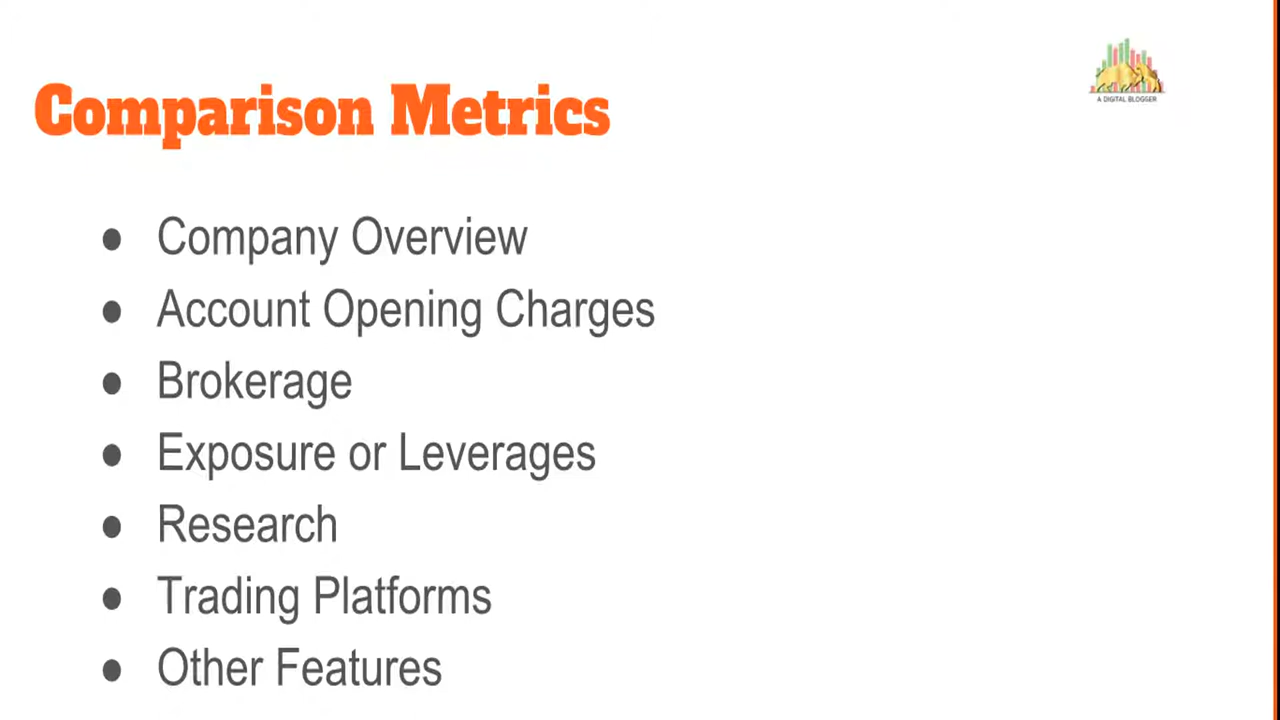 A DIGITAL BLOGGER
Comparison Metrics
● Company Overview
● Account Opening Charges
● Brokerage
● Exposure or Leverages
● Research
● Trading Platforms
● Other Features